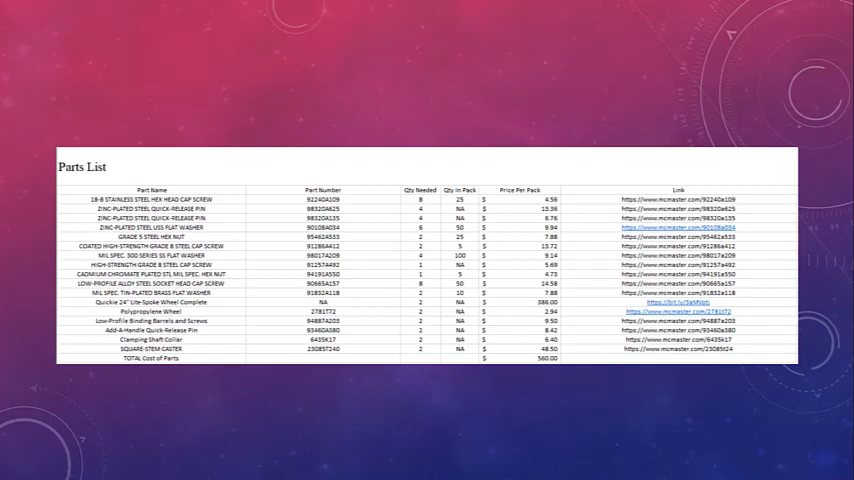 Parts List
Part Name Part Number Qty Needed Qty In Pack Price Per Pack Link
18-8 STAINLESS STEEL HEX HEAD CAP SCREW 92240A109 8 25 $ 4.56 https://www.mcmaster.com/92240a109
ZINC-PLATED STEEL QUICK-RELEASE PIN 98320A625 4 NA $ 13.36 https://www.mcmaster.com/98320a625
ZINC-PLATED STEEL QUICK-RELEASE PIN 98320A135 4 NA $ 6.76 https://www.mcmaster.com/98320a135
ZINC-PLATED STEEL USS FLAT WASHER 90108A034 6 50 $ 9.94 https://www.mcmaster.com/90108a034
GRADE 5 STEEL HEX NUT 95462A533 2 25 $ 7.88 https://www.mcmaster.com/95462a533
COATED HIGH-STRENGTH GRADE 8 STEEL CAP SCREW 91286A412 2 5 $ 13.72 https://www.mcmaster.com/91286a412
MIL SPEC. 300 SERIES SS FLAT WASHER 98017A209 4 100 $ 9.14 https://www.mcmaster.com/98017a209
HIGH-STRENGTH GRADE 8 STEEL CAP SCREW 91257A492 1 NA $ 5.69 https://www.mcmaster.com/91257a492
CADMIUM CHROMATE PLATED STL MIL SPEC. HEX NUT 94191A550 1 5 $ 4.73 https://www.mcmaster.com/94191a550
LOW-PROFILE ALLOY STEEL SOCKET HEAD CAP SCREW 90665A157 8 50 $ 14.58 https://www.mcmaster.com/90665a157
MIL SPEC. TIN-PLATED BRASS FLAT WASHER 91832A118 2 10 $ 7.88 https://www.mcmaster.com/91832a118
Quickie 24" Lite-Spoke Wheel Complete NA 2 NA $ 386.00
Polypropylene Wheel 2781T72 2 NA $ 2.94 https://www.mcmaster.com/2781t72
Low-Profile Binding Barrels and Screws 94887A203 2 NA $ 9.50 https://www.mcmaster.com/94887a203
Add-A-Handle Quick-Release Pin 93460A380 2 NA $ 8.42 https://www.mcmaster.com/93460a380
Clamping Shaft Collar 6435K17 2 NA $ 6.40 https://www.mcmaster.com/6435k17
SQUARE-STEM CASTER 23085T240 2 NA $ 48.50 https://www.mcmaster.com/23085t24
TOTAL Cost of Parts $ 560.00